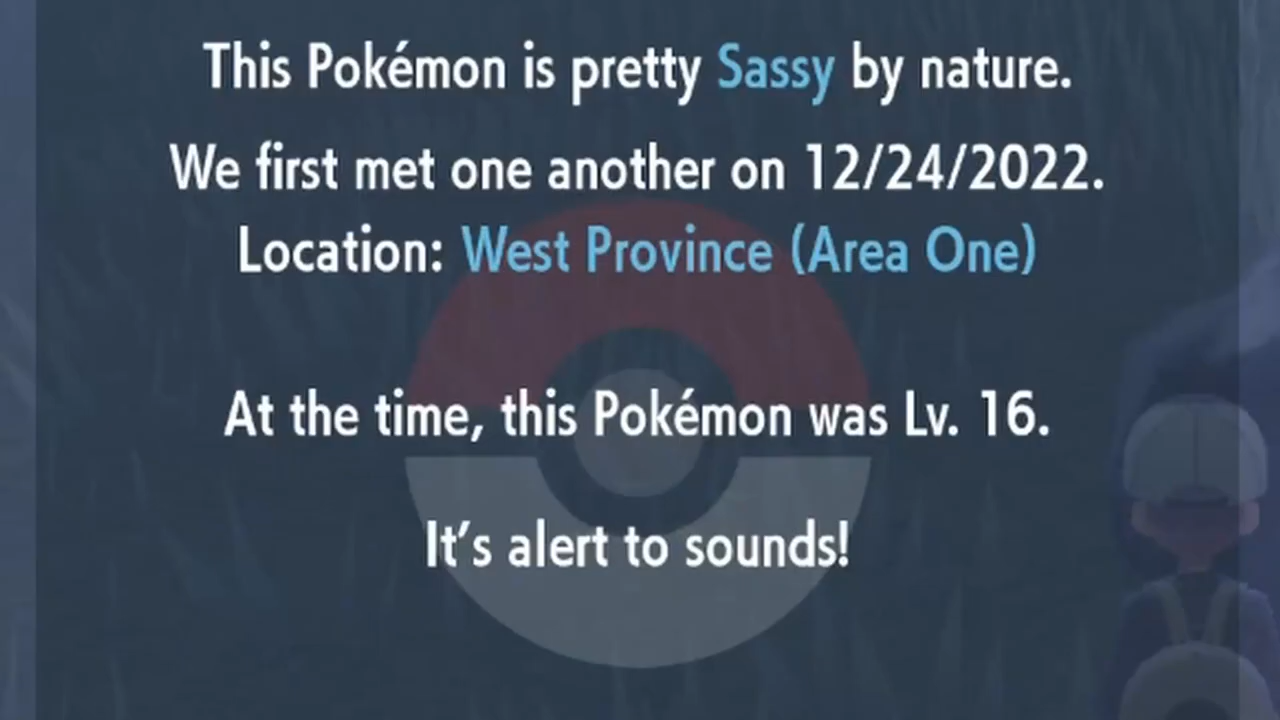 This Pokémon is pretty Sassy by nature.
We first met one another on 12/24/2022.
Location: West Province (Area One)
At the time, this Pokémon was Lv. 16.
It's alert to sounds!